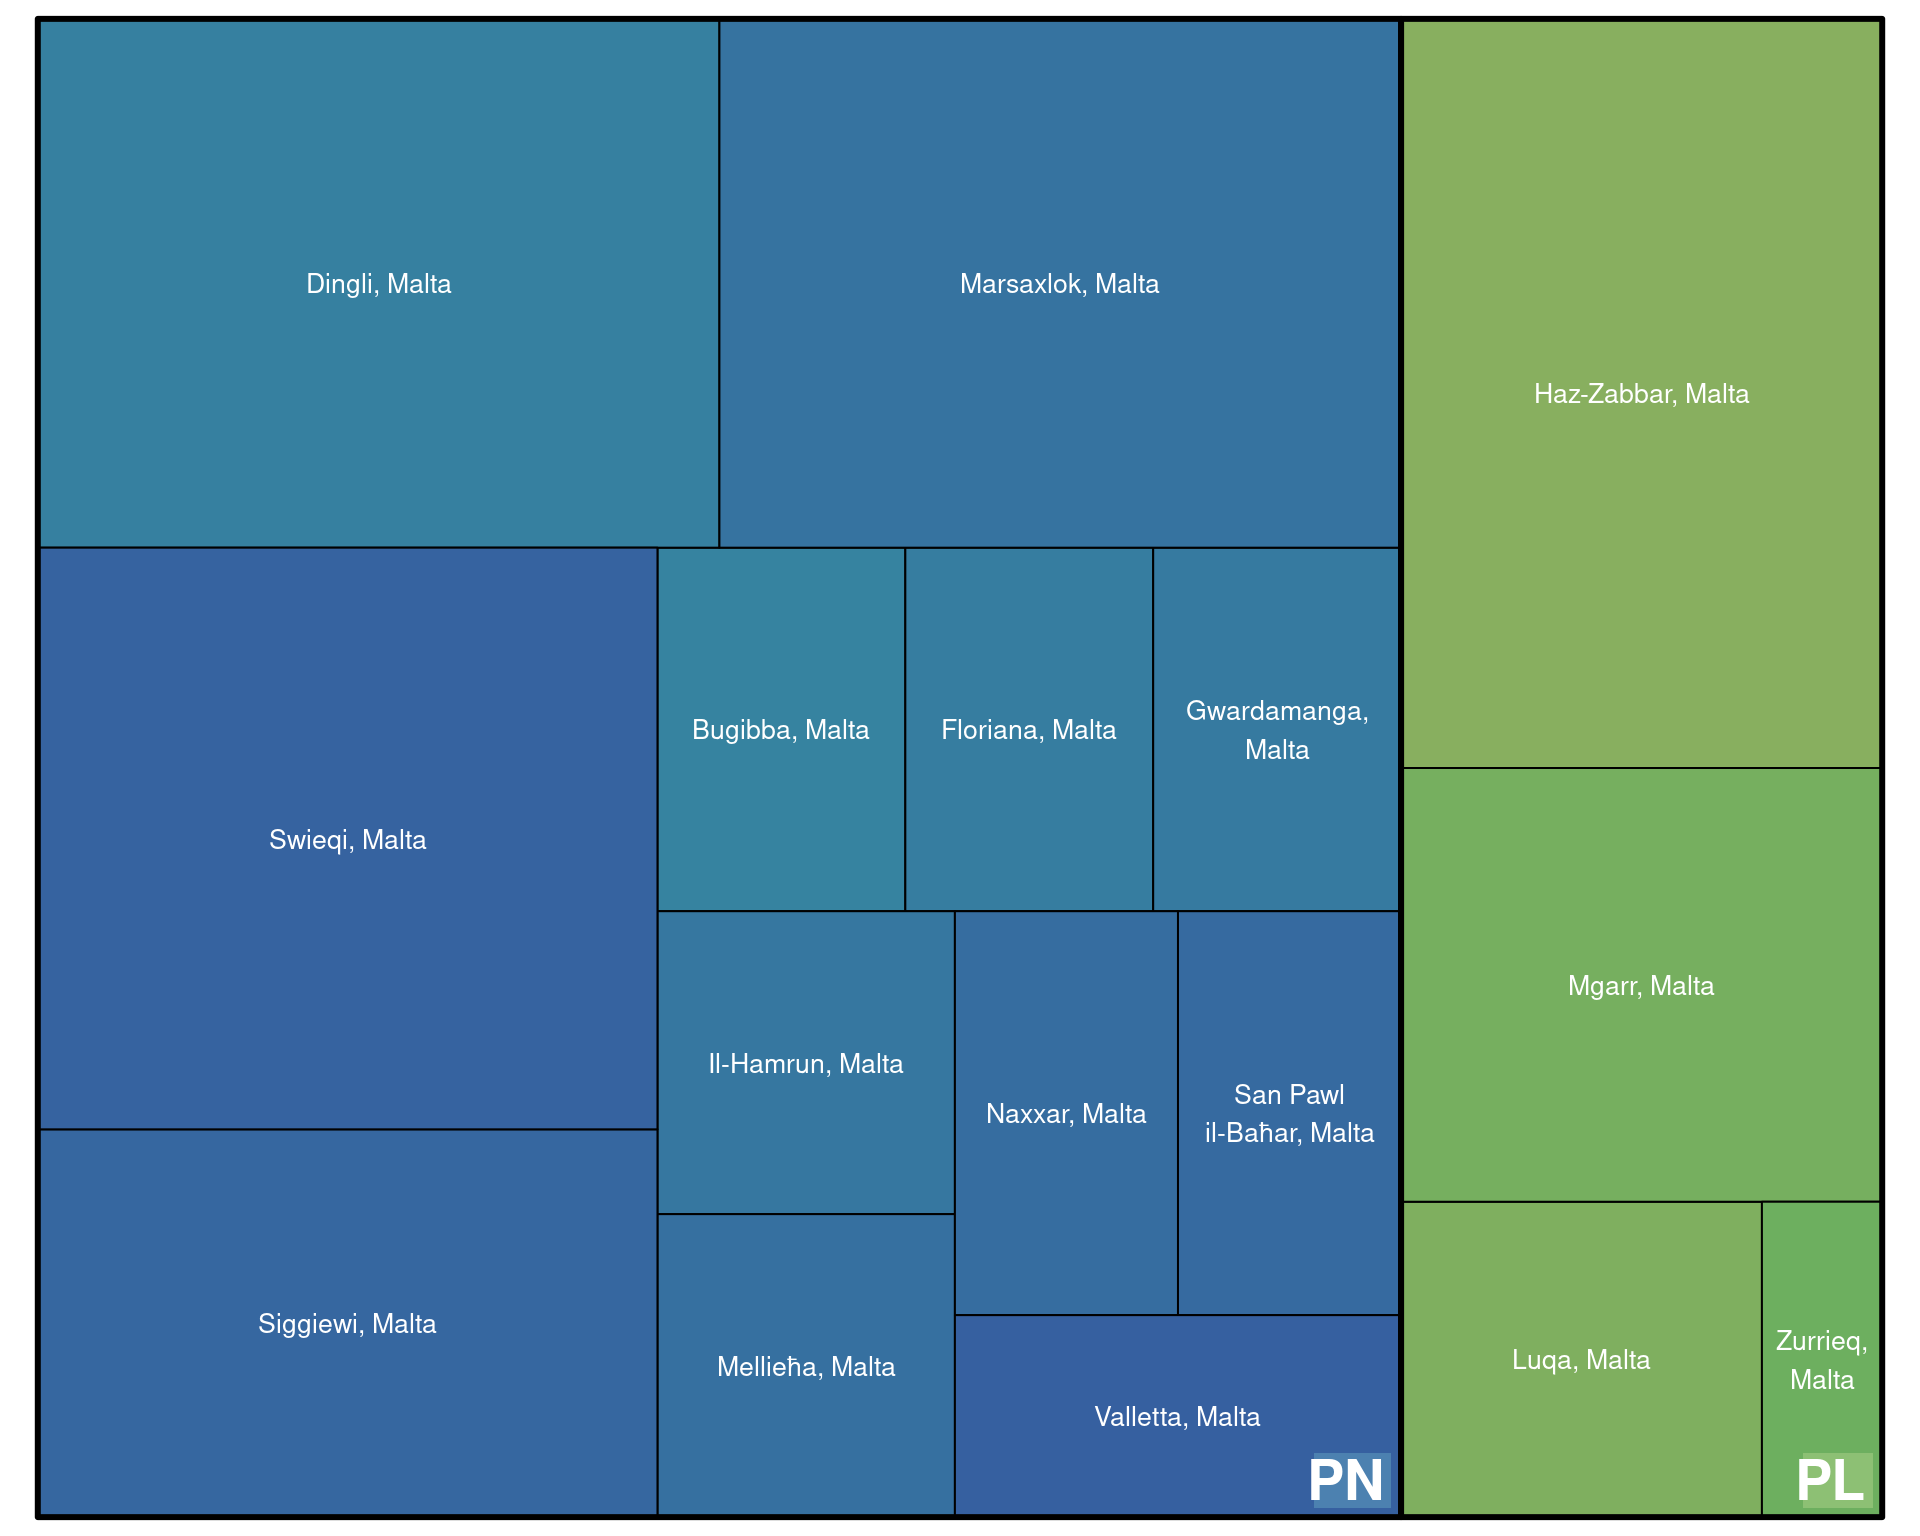 Dingli, Malta
Marsaxlok, Malta
Haz-Zabbar, Malta
Swieqi, Malta
Bugibba, Malta
Floriana, Malta
Gwardamanga,
Malta
Mgarr, Malta
Il-Hamrun, Malta
Naxxar, Malta
San Pawl
il-Baħar, Malta
Siggiewi, Malta
Mellieħa, Malta
Valletta, Malta
Luqa, Malta
Zurrieq,
Malta
PN
PL